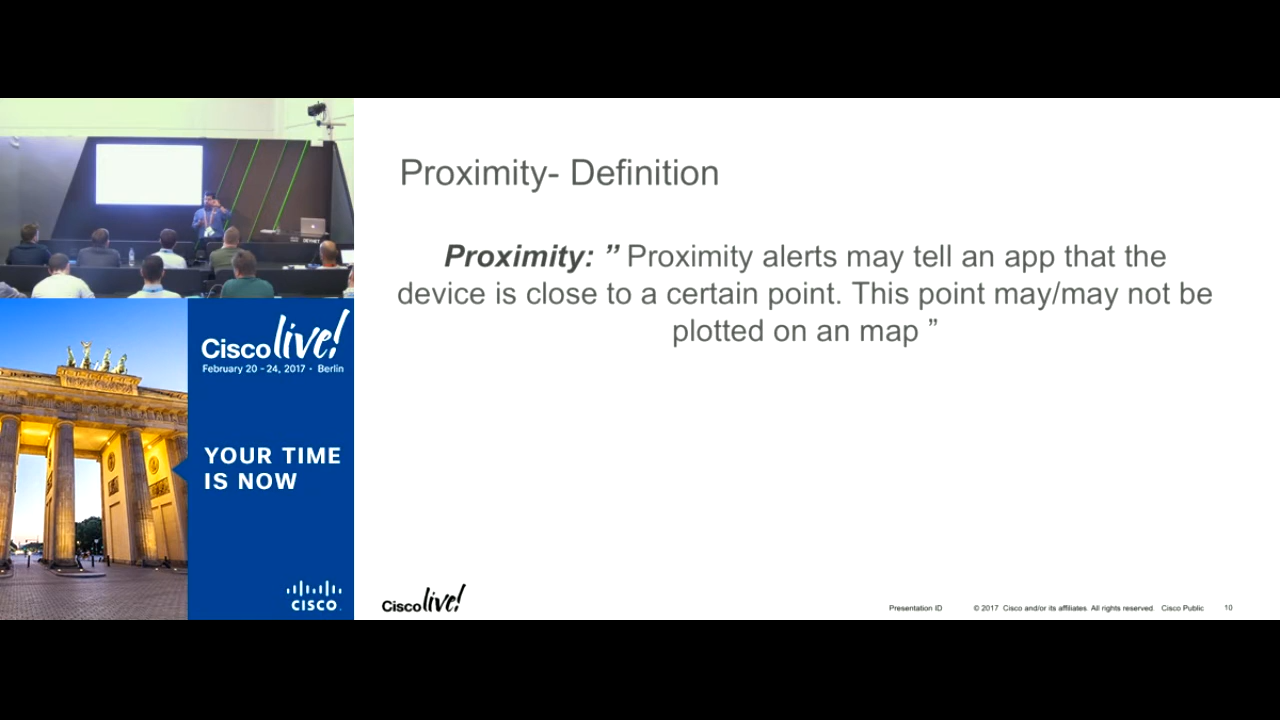 Proximity- Definition
Proximity: ” Proximity alerts may tell an app that the
device is close to a certain point. This point may/may not be
plotted on an map ”
Cisco live!
February 20 - 24, 2017 • Berlin
YOUR TIME
IS NOW
CISCO.
Cisco live!
Presentation ID
© 2017 Cisco and/or its affiliates. All rights reserved. Cisco Public
10